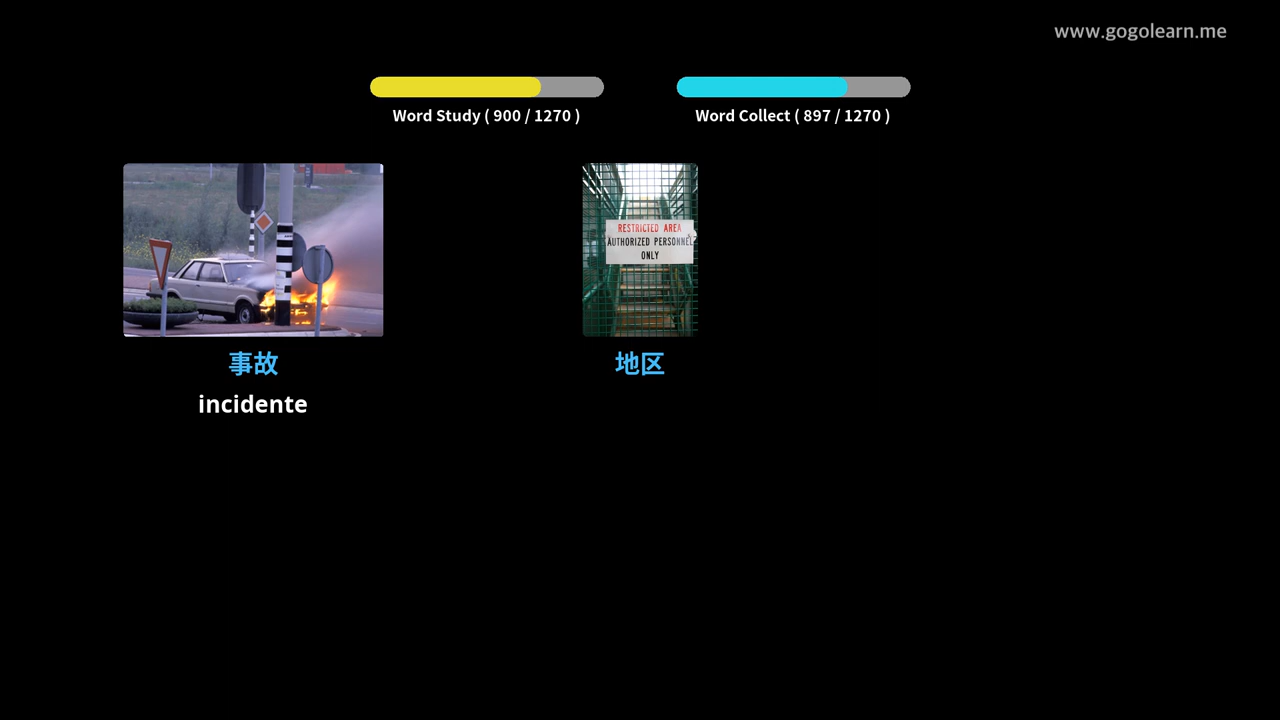 www.gogolearn.me
Word Study ( 900 / 1270 )
Word Collect ( 897 / 1270 )
RESTRICTED AREA
AUTHORIZED PERSONNEL
ONLY
事故
地区
incidente